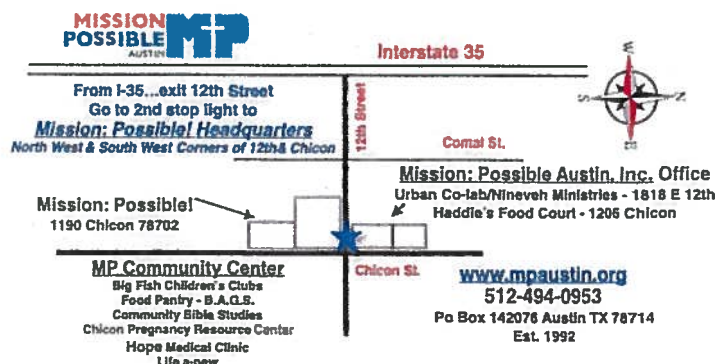 MISSION
POSSIBLE
AUSTIN
MP
Interstate 35
From I-35...exit 12th Street
Go to 2nd stop light to
Mission: Possible! Headquarters
North West & South West Corners of 12th& Chicon
12th Street
W
S
N
E
Comal St.
Mission: Possible Austin, Inc. Office
Urban Co-lab/Nineveh Ministries - 1818 E 12th
Haddie's Food Court - 1206 Chicon
Mission: Possible!
1190 Chicon 78702
Chicon St.
MP Community Center
Big Fish Children's Clubs
Food Pantry - B.A.G.S.
Community Bible Studies
Chicon Pregnancy Resource Center
Hope Medical Clinic
Life a-new
www.mpaustin.org
512-494-0953
Po Box 142076 Austin TX 78714
Est. 1992